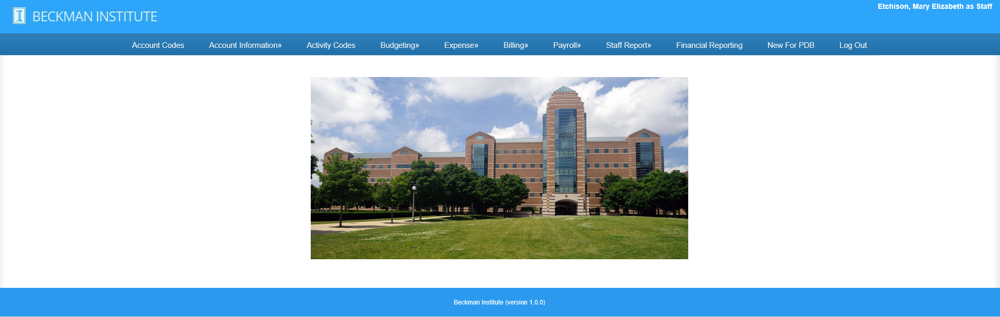 I BECKMAN INSTITUTE
Etchison, Mary Elizabeth as Staff
Account Codes Account Information» Activity Codes Budgeting» Expense» Billing» Payroll» Staff Report» Financial Reporting New For PDB Log Out
Beckman Institute (version 1.0.0)